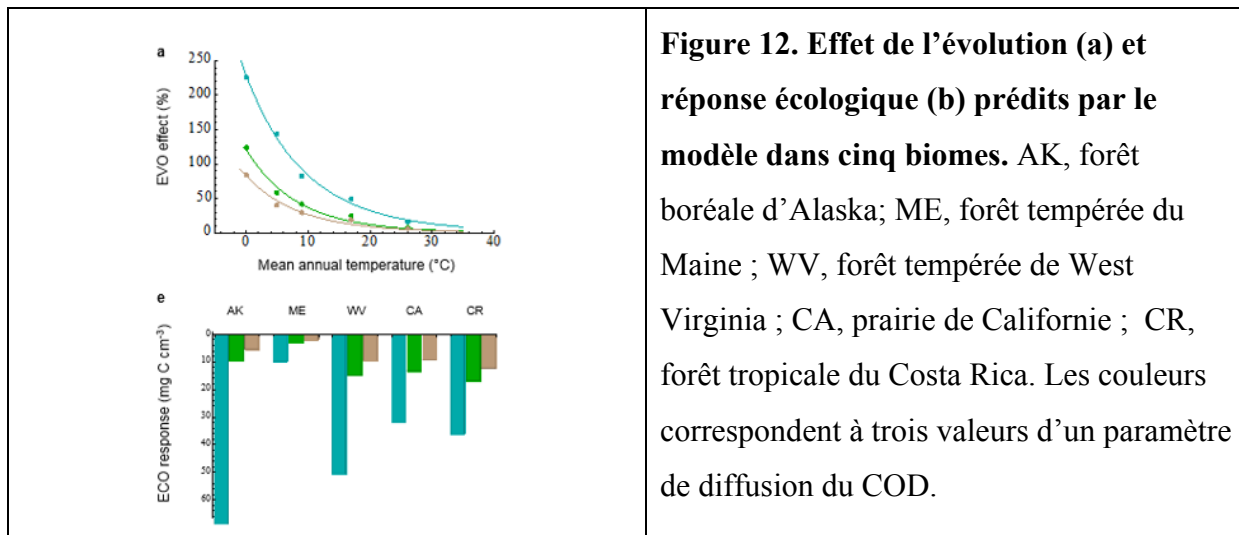 a
250
200
150
100
50
0
EVO effect (%)
0 10 20 30 40
Mean annual temperature (°C)
e
AK ME WV CA CR
0
10
20
30
40
50
60
ECO response (mg C cm-3)
Figure 12. Effet de l’évolution (a) et
réponse écologique (b) prédits par le
modèle dans cinq biomes. AK, forêt
boréale d’Alaska; ME, forêt tempérée du
Maine ; WV, forêt tempérée de West
Virginia ; CA, prairie de Californie ; CR,
forêt tropicale du Costa Rica. Les couleurs
correspondent à trois valeurs d’un paramètre
de diffusion du COD.